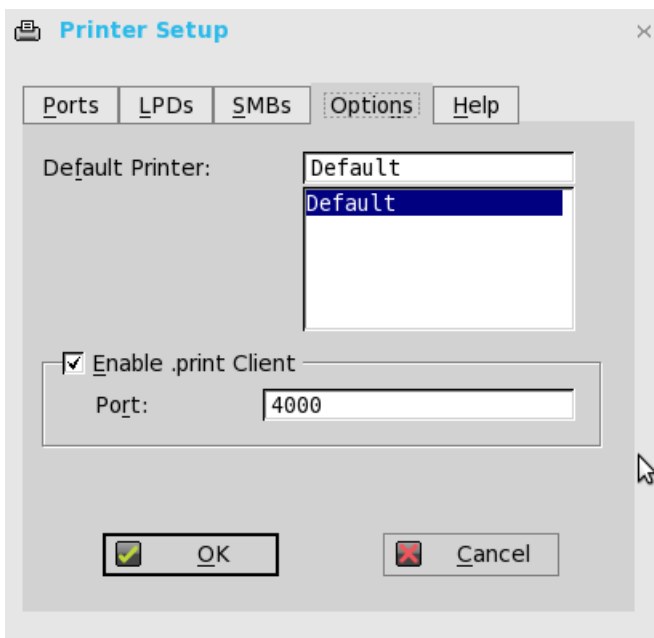 Printer Setup
Ports LPDs SMBs Options Help
Default Printer: Default
Default
Enable .print Client
Port: 4000
OK Cancel